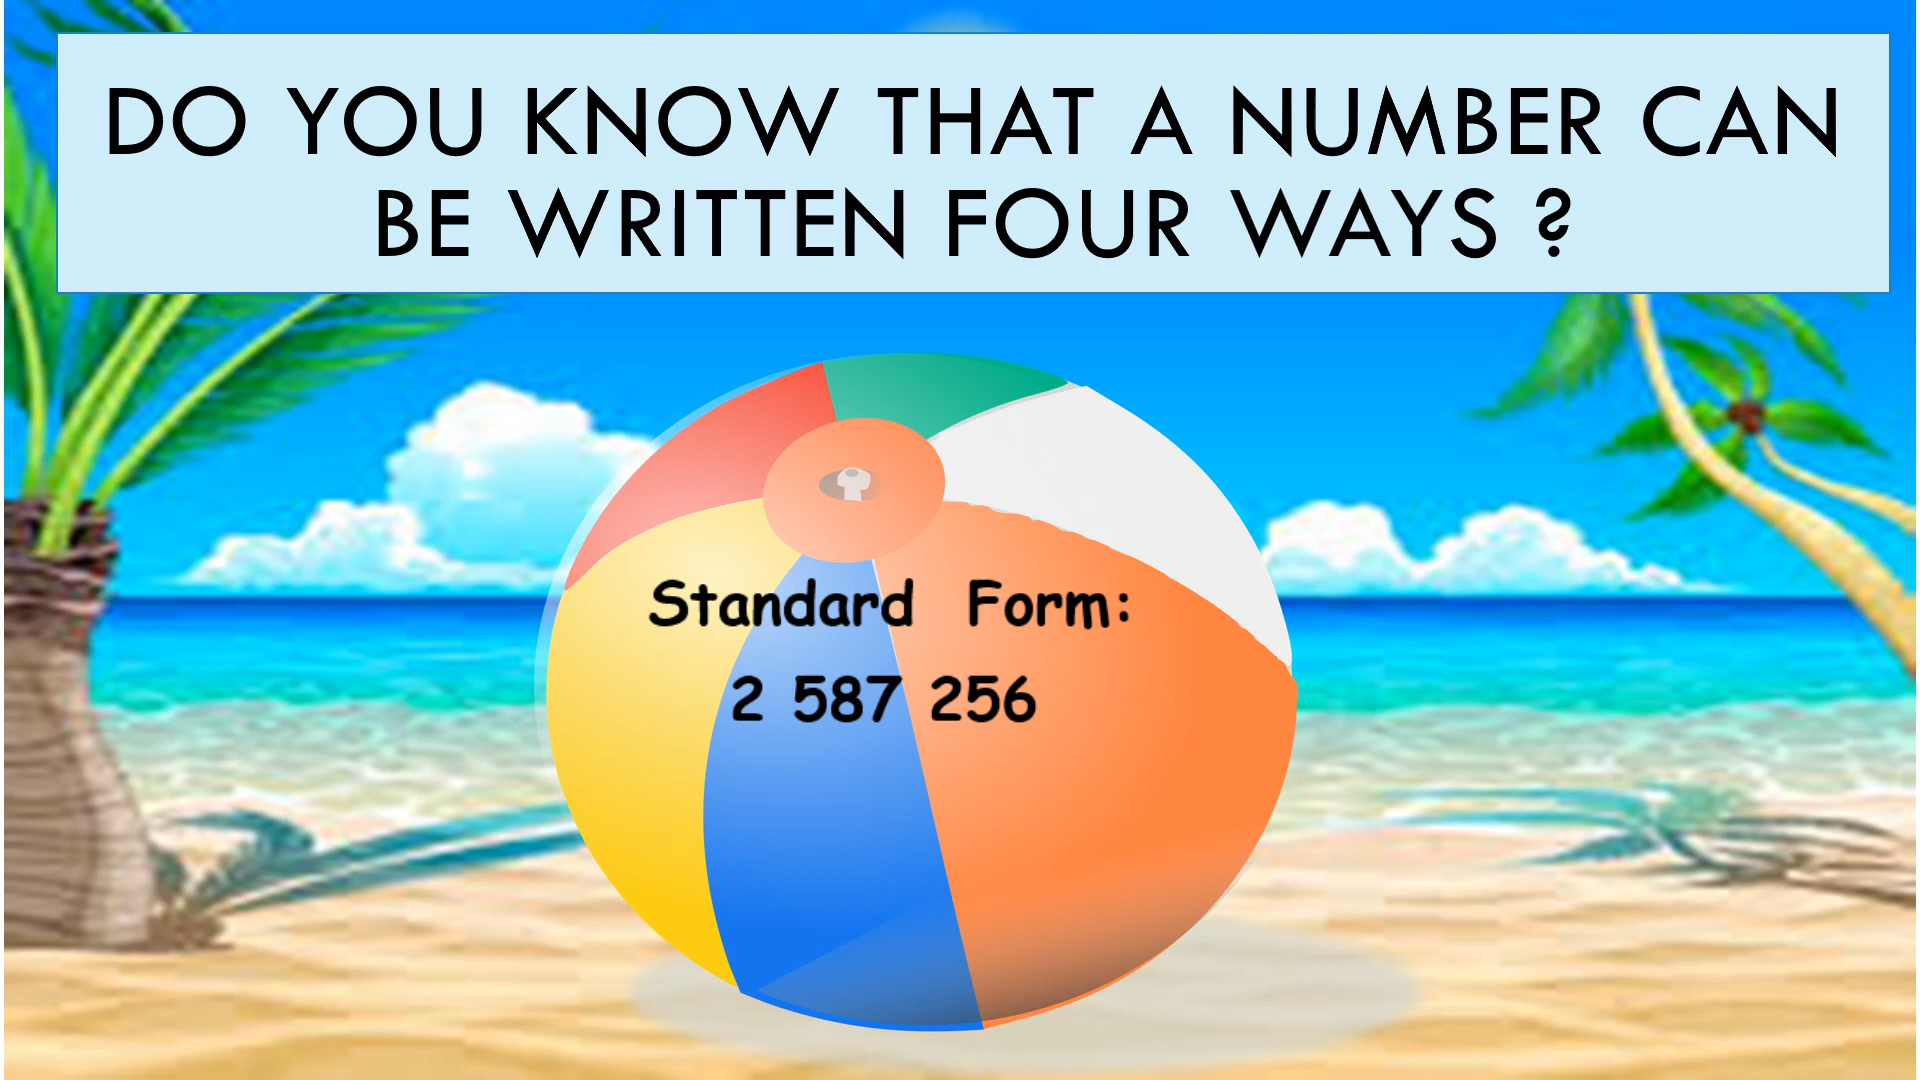 DO YOU KNOW THAT A NUMBER CAN
BE WRITTEN FOUR WAYS ?
Standard Form:
2 587 256